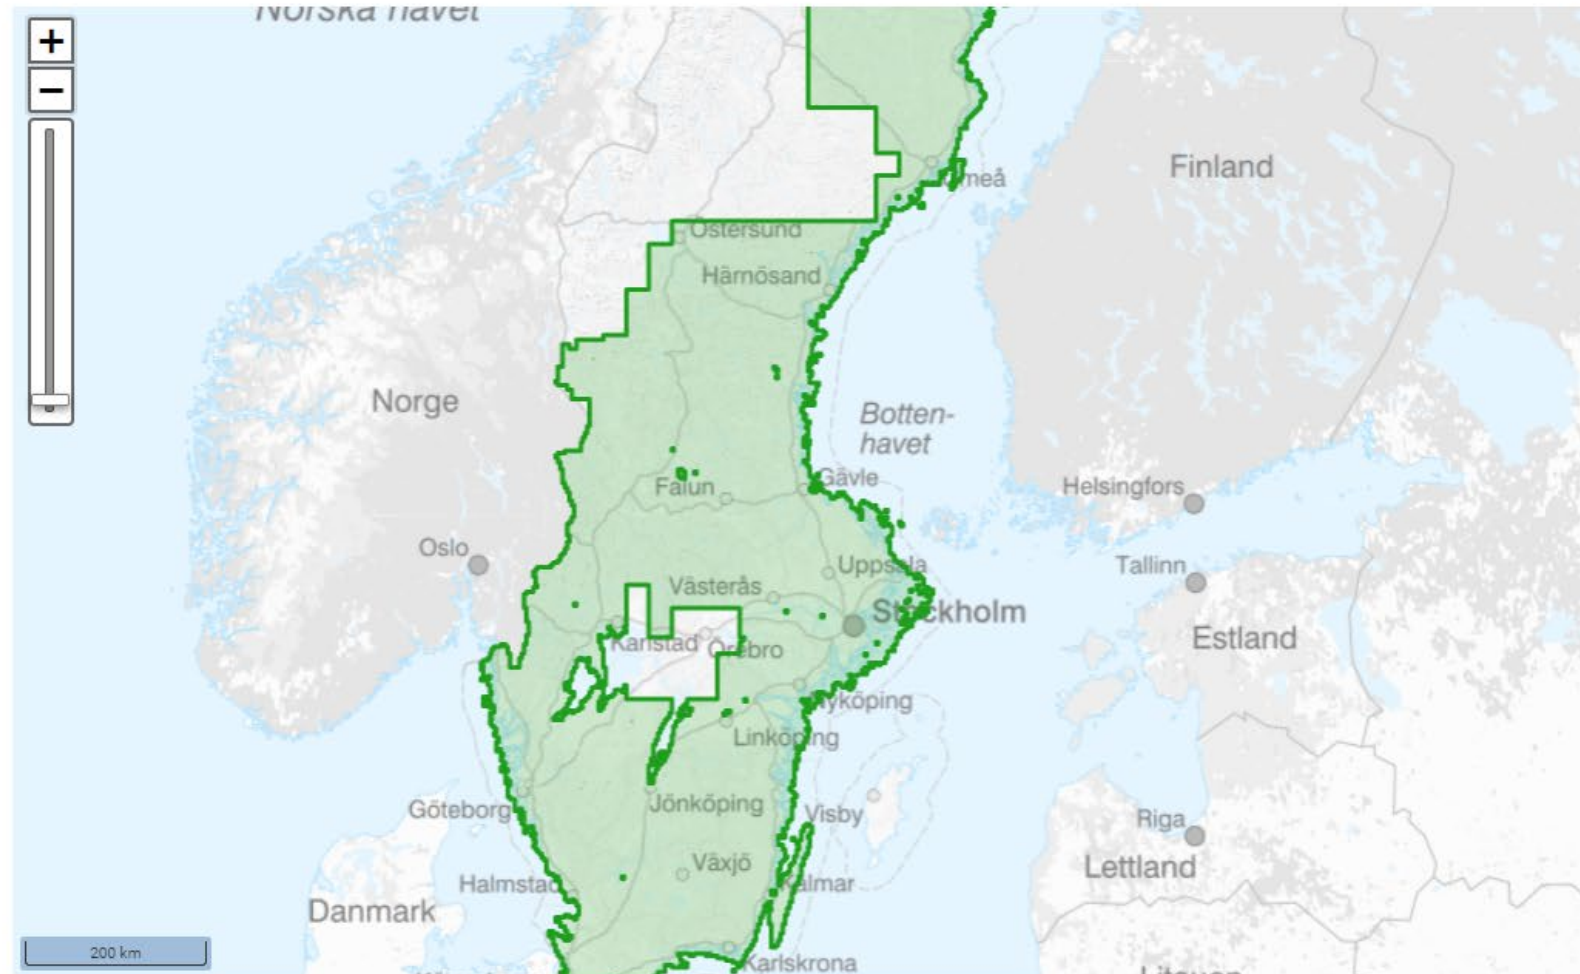 Norska havet
+
−
Finland
Umeå
Östersund
Härnösand
Norge
Botten-
havet
Falun
Gävle
Helsingfors
Oslo
Uppsala
Tallinn
Västerås
Stockholm
Karlstad
Örebro
Estland
Nyköping
Linköping
Göteborg
Jönköping
Visby
Riga
Lettland
Växjö
Halmstad
Kalmar
Danmark
200 km
Karlskrona
Litauen